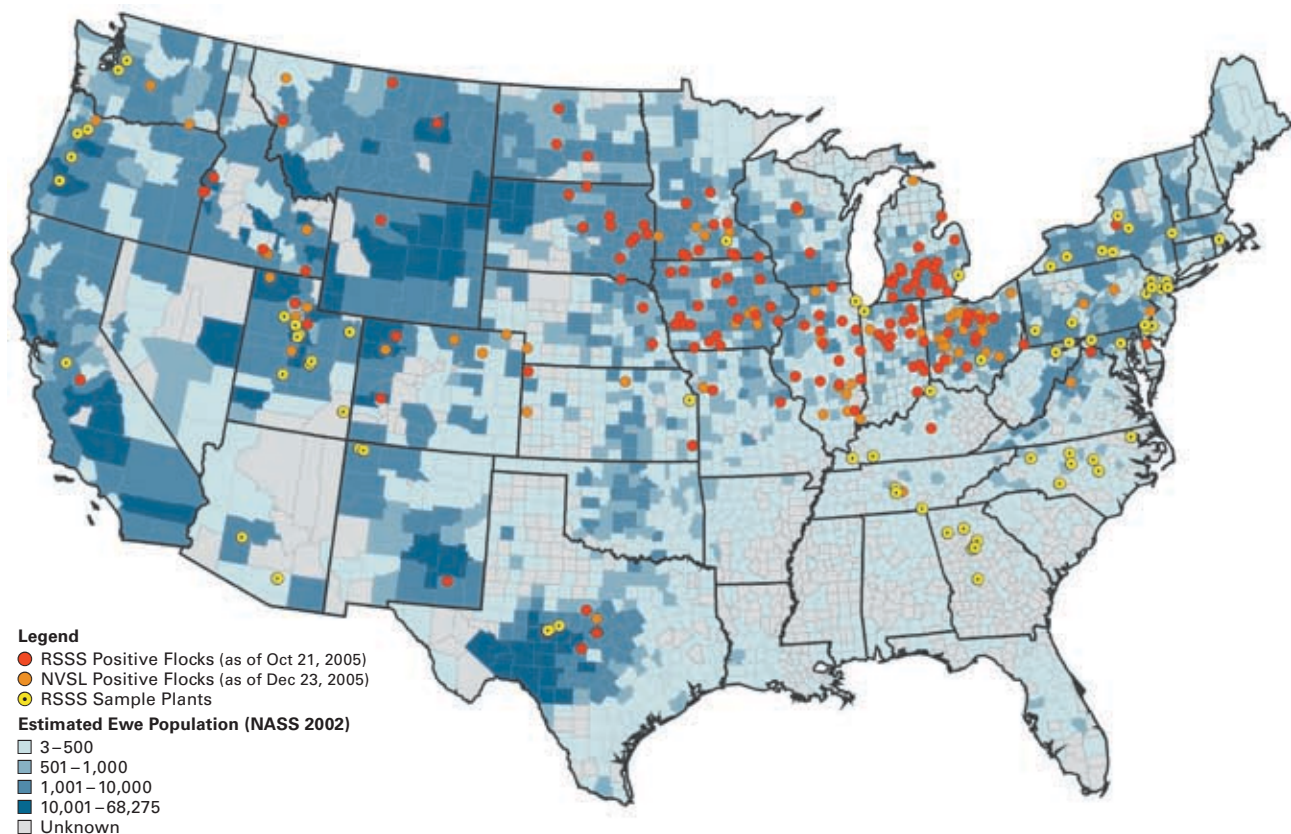 Legend
RSSS Positive Flocks (as of Oct 21, 2005)
NVSL Positive Flocks (as of Dec 23, 2005)
RSSS Sample Plants
Estimated Ewe Population (NASS 2002)
3–500
501–1,000
1,001–10,000
10,001–68,275
Unknown